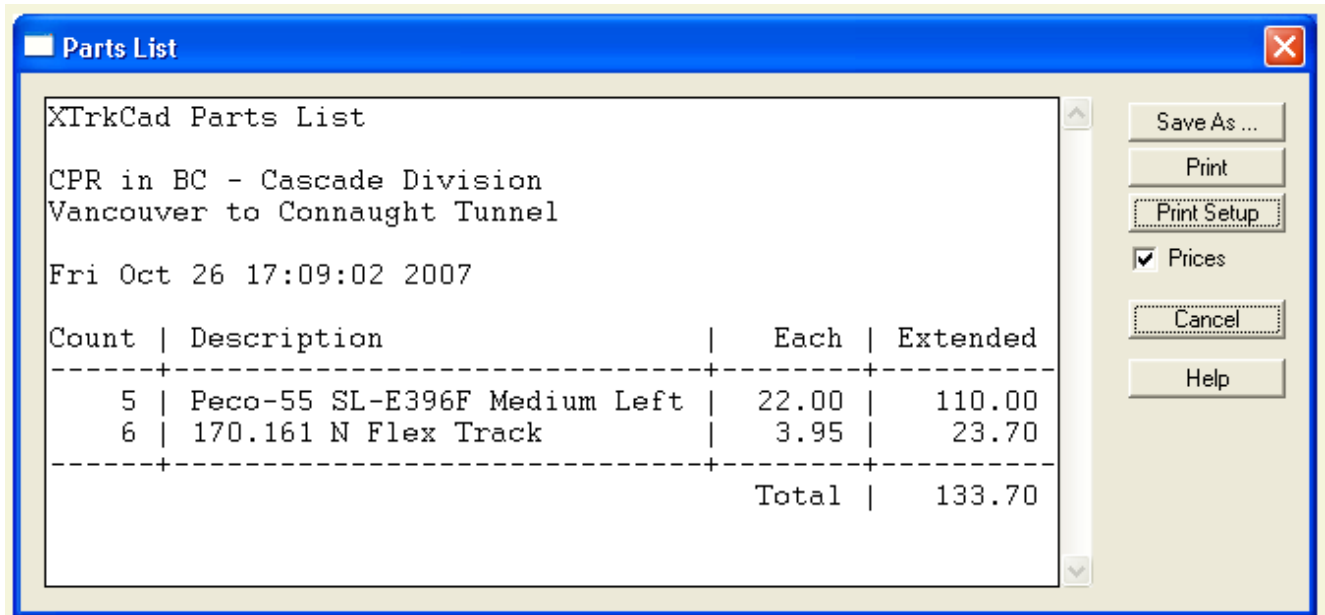 Parts List
XTrkCad Parts List
CPR in BC - Cascade Division
Vancouver to Connaught Tunnel
Fri Oct 26 17:09:02 2007
Count | Description | Each | Extended
------+-------------------------------+--------+----------
5 | Peco-55 SL-E396F Medium Left | 22.00 | 110.00
6 | 170.161 N Flex Track | 3.95 | 23.70
------+-------------------------------+--------+----------
Total | 133.70
Save As ...
Print
Print Setup
Prices
Cancel
Help